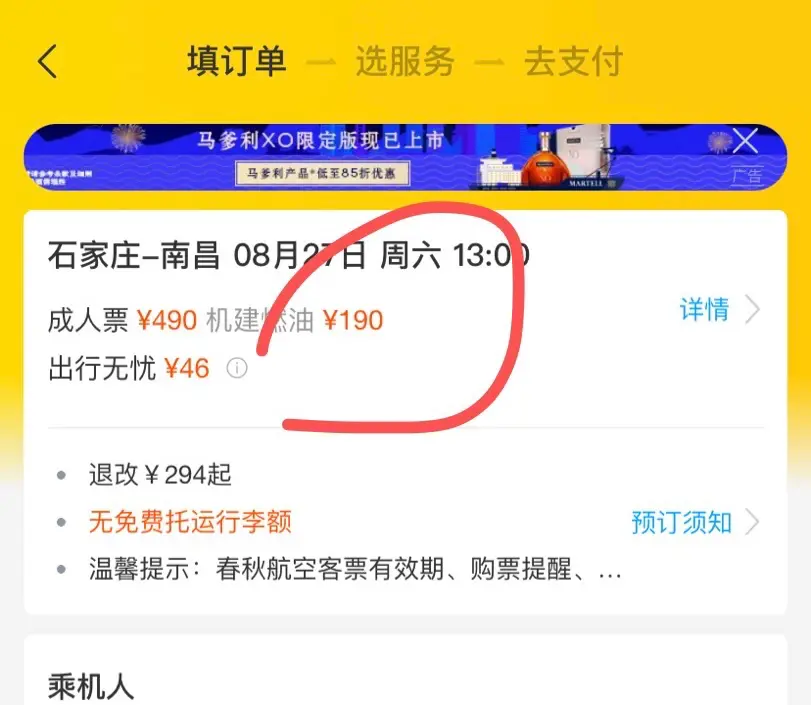 填订单 — 选服务 — 去支付
马爹利XO限定版现已上市
马爹利产品*低至85折优惠
MARTELL
广告
石家庄-南昌 08月27日 周六 13:00
成人票 ¥490 机建燃油 ¥190
详情
出行无忧 ¥46
退改¥294起
无免费托运行李额
预订须知
温馨提示：春秋航空客票有效期、购票提醒、...
乘机人